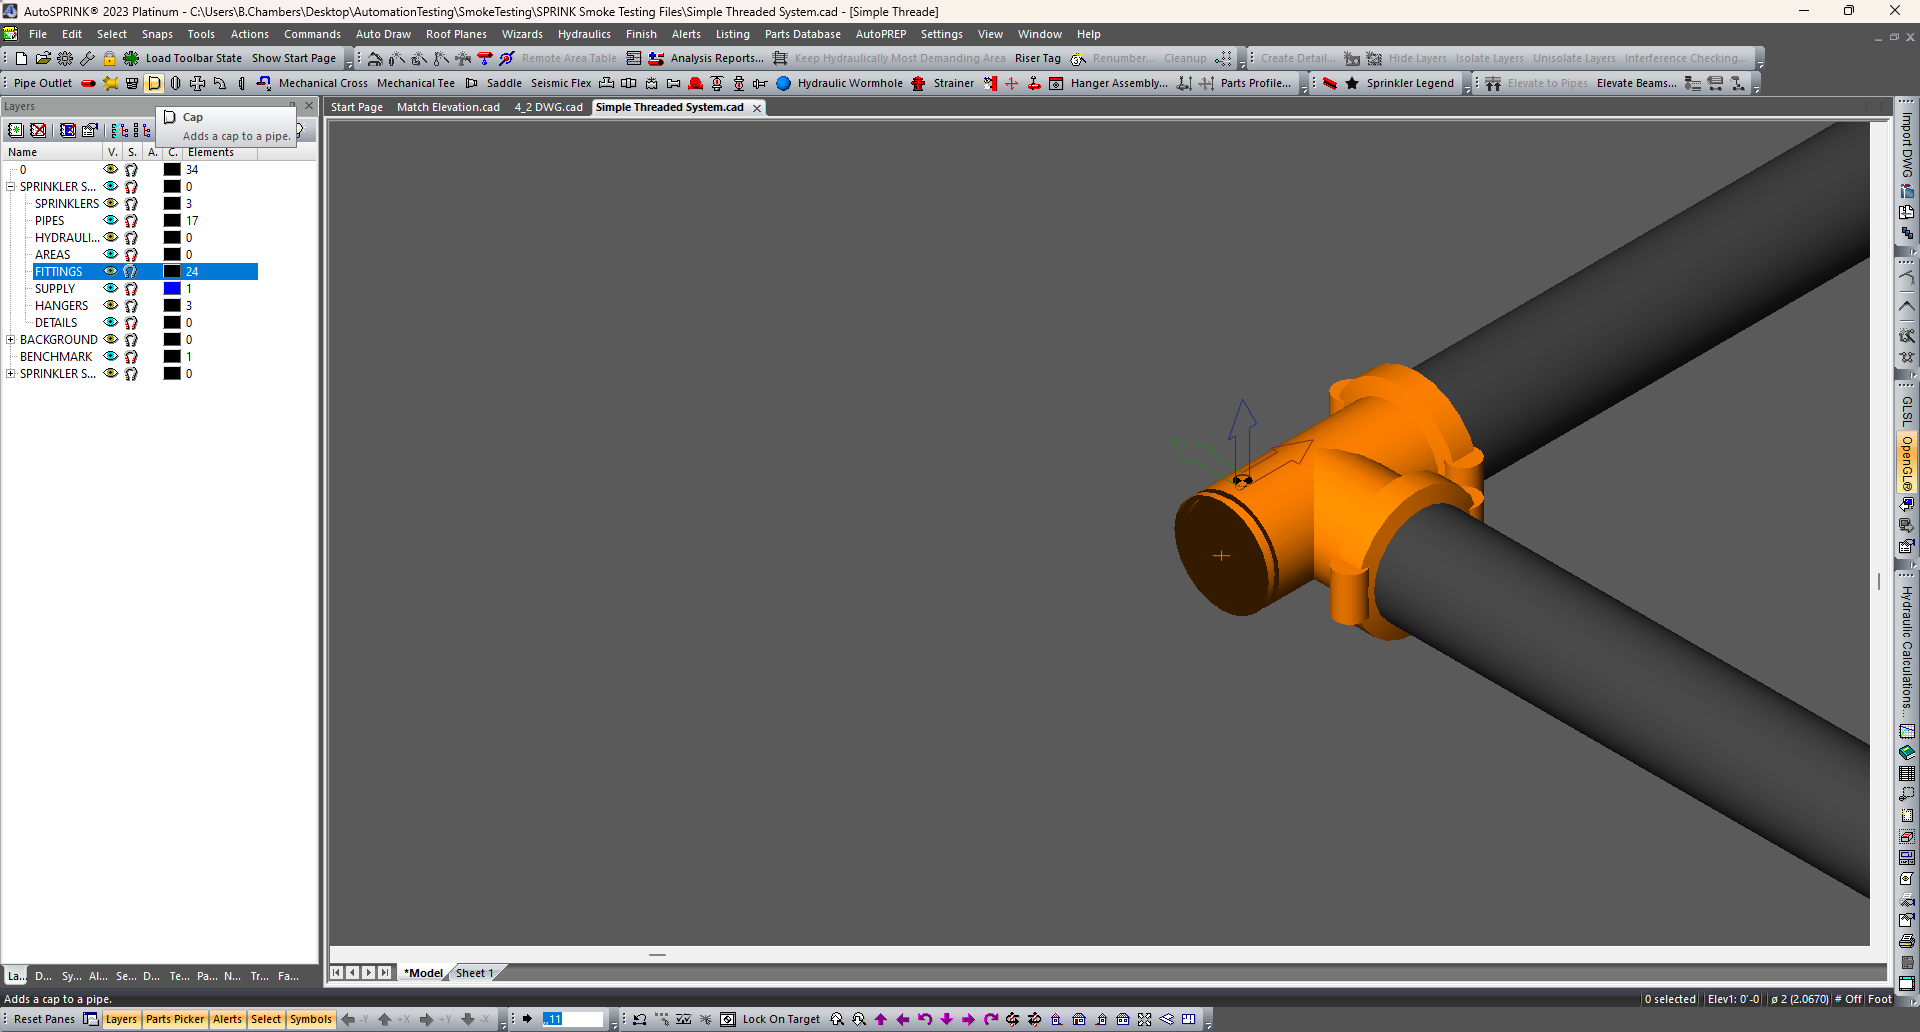 AutoSPRINK® 2023 Platinum - C:\Users\B.Chambers\Desktop\AutomationTesting\SmokeTesting\SPRINK Smoke Testing Files\Simple Threaded System.cad - [Simple Threade]
File Edit Select Snaps Tools Actions Commands Auto Draw Roof Planes Wizards Hydraulics Finish Alerts Listing Parts Database AutoPREP Settings View Window Help
Load Toolbar State Show Start Page Remote Area Table Analysis Reports... Keep Hydraulically Most Demanding Area Riser Tag Renumber... Cleanup Create Detail... Hide Layers Isolate Layers Unisolate Layers Interference Checking...
Pipe Outlet Mechanical Cross Mechanical Tee Saddle Seismic Flex Hydraulic Wormhole Strainer Hanger Assembly... Parts Profile... Sprinkler Legend Elevate to Pipes Elevate Beams...
Layers
Start Page Match Elevation.cad 4_2 DWG.cad Simple Threaded System.cad
Cap
Adds a cap to a pipe.
Name V. S. A. C. Elements
0 34
SPRINKLER S... 0
SPRINKLERS 3
PIPES 17
HYDRAULI... 0
AREAS 0
FITTINGS 24
SUPPLY 1
HANGERS 3
DETAILS 0
BACKGROUND 0
BENCHMARK 1
SPRINKLER S... 0
Import DWG
GLSL
OpenGL®
Hydraulic Calculations...
La... D... Sy... Al... Se... D... Te... Pa... N... Tr... Fa...
*Model Sheet 1
Adds a cap to a pipe.
0 selected Elev1: 0'-0 ø 2 (2.0670) # Off Foot
Reset Panes Layers Parts Picker Alerts Select Symbols -Y +X +Y -X .11 Lock On Target